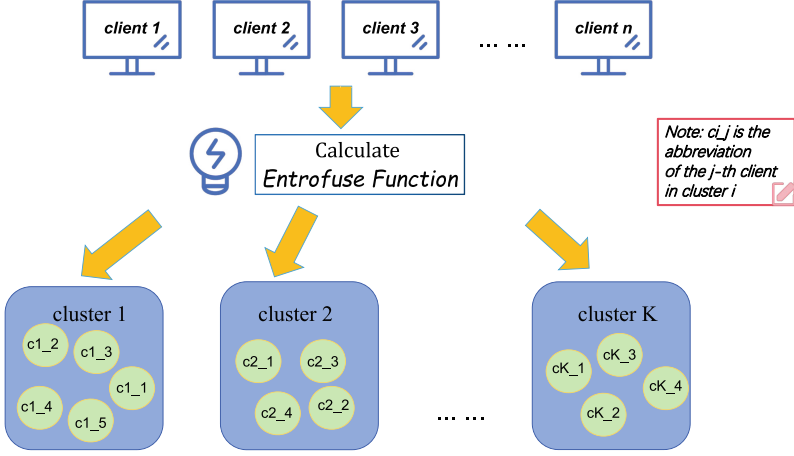 client 1
client 2
client 3
... ...
client n
Calculate
Entrofuse Function
Note: ci_j is the
abbreviation
of the j-th client
in cluster i
cluster 1
c1_2
c1_3
c1_1
c1_4
c1_5
cluster 2
c2_1
c2_3
c2_4
c2_2
... ...
cluster K
cK_1
cK_3
cK_4
cK_2